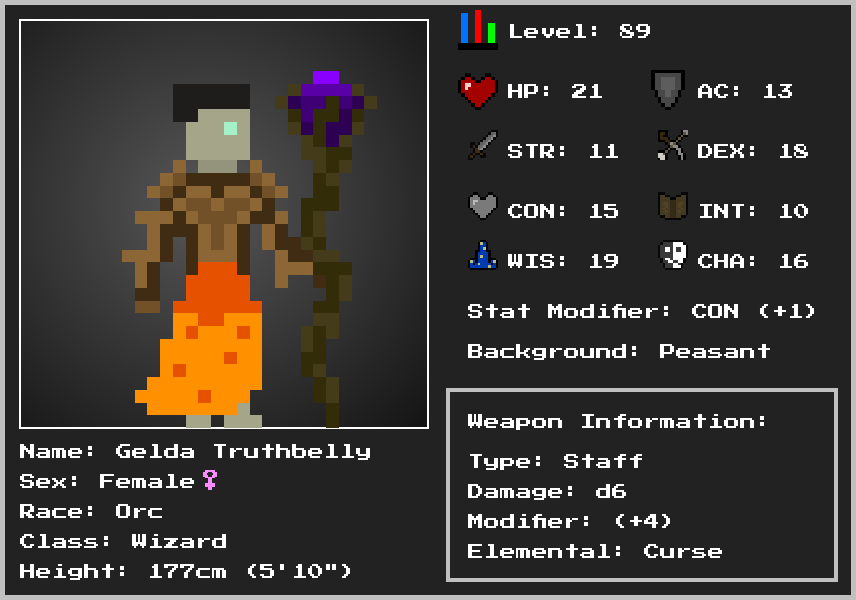 Level: 89
HP: 21 AC: 13
STR: 11 DEX: 18
CON: 15 INT: 10
WIS: 19 CHA: 16
Stat Modifier: CON (+1)
Background: Peasant
Weapon Information:
Type: Staff
Damage: d6
Modifier: (+4)
Elemental: Curse
Name: Gelda Truthbelly
Sex: Female♀
Race: Orc
Class: Wizard
Height: 177cm (5'10")